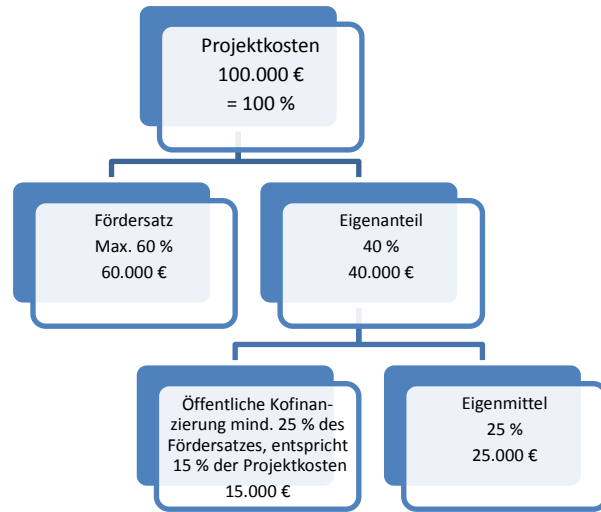 Projektkosten
100.000 €
= 100 %
Fördersatz
Max. 60 %
60.000 €
Eigenanteil
40 %
40.000 €
Öffentliche Kofinan-
zierung mind. 25 % des
Fördersatzes, entspricht
15 % der Projektkosten
15.000 €
Eigenmittel
25 %
25.000 €